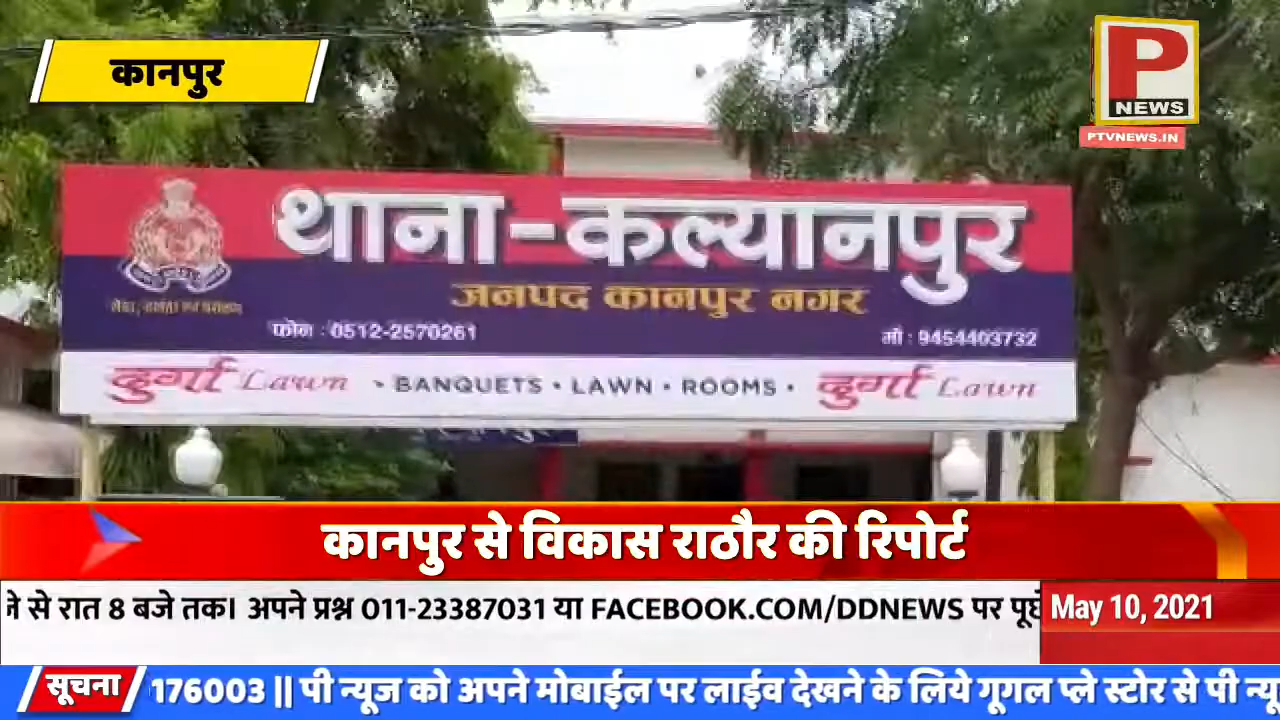 कानपुर
P
NEWS
PTVNEWS.IN
थाना-कल्यानपुर
जनपद कानपुर नगर
फोन : 0512-2570261
मो : 9454403732
दुर्गा Lawn • BANQUETS • LAWN • ROOMS • दुर्गा Lawn
कानपुर से विकास राठौर की रिपोर्ट
से रात 8 बजे तक। अपने प्रश्न 011-23387031 या FACEBOOK.COM/DDNEWS पर
May 10, 2021
सूचना
176003 || पी न्यूज को अपने मोबाईल पर लाईव देखने के लिये गूगल प्ले स्टोर से पी